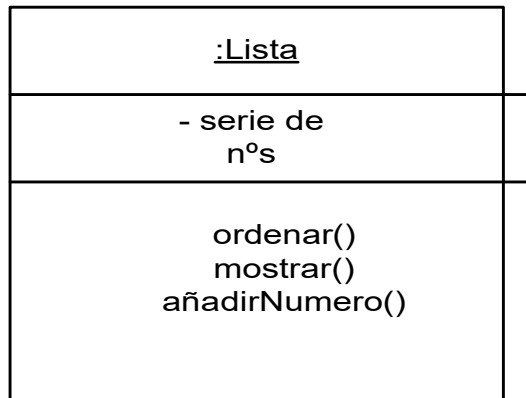 :Lista
- serie de
nºs
ordenar()
mostrar()
añadirNumero()